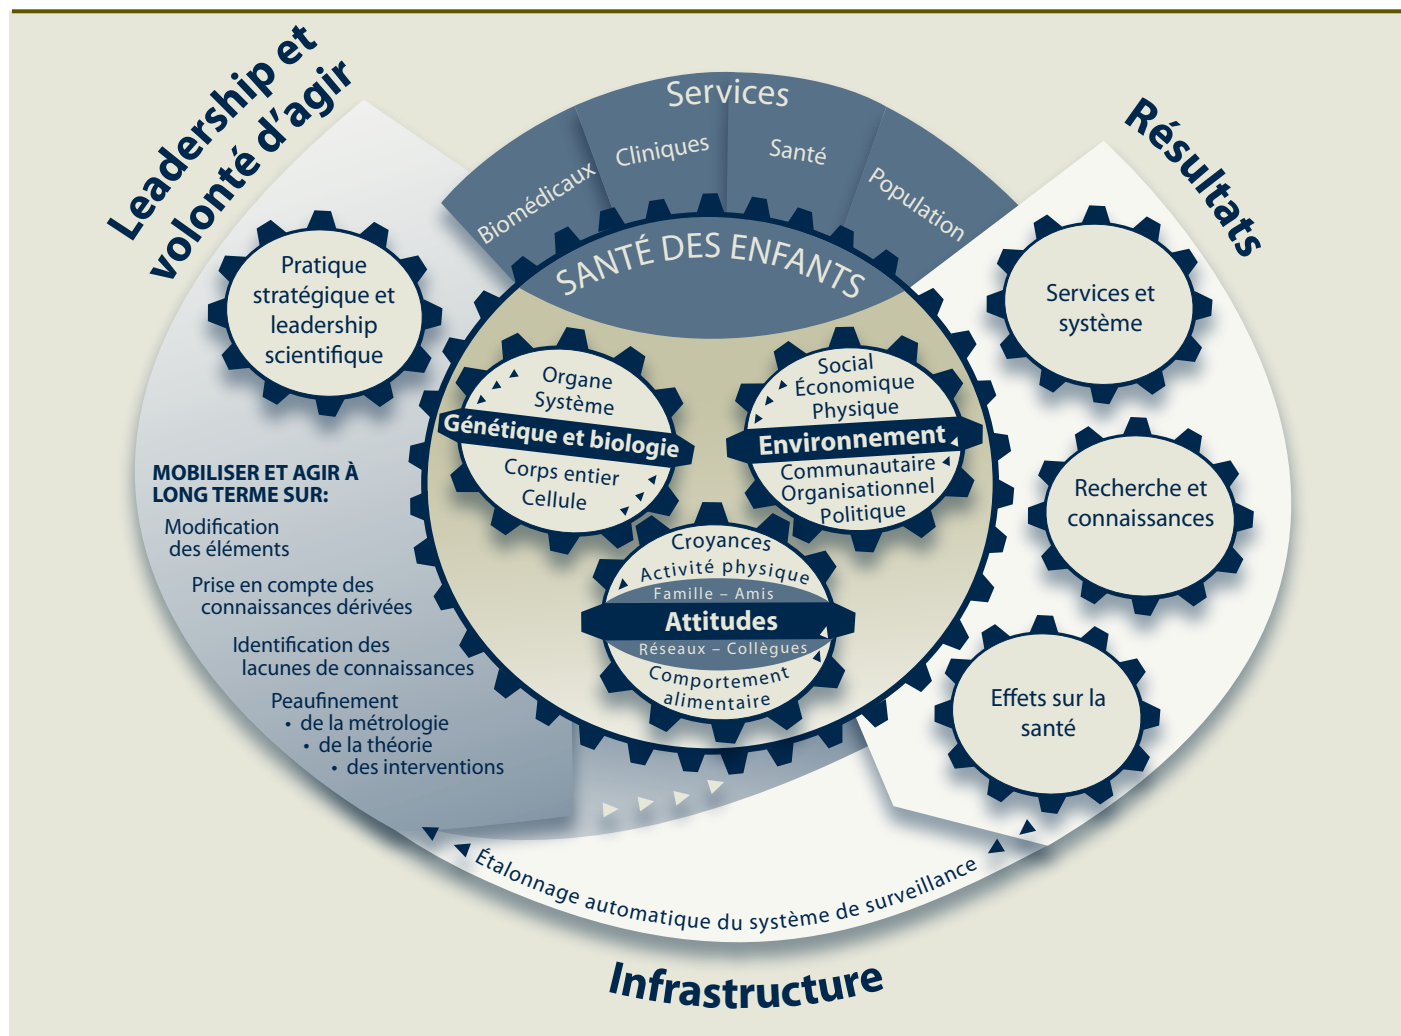 Leadership et
volonté d'agir
Services
Biomédicaux
Cliniques
Santé
Population
Résultats
SANTÉ DES ENFANTS
Pratique
stratégique et
leadership
scientifique
MOBILISER ET AGIR À
LONG TERME SUR:
Modification
des éléments
Prise en compte des
connaissances dérivées
Identification des
lacunes de connaissances
Peaufinement
• de la métrologie
• de la théorie
• des interventions
Organe
Système
Génétique et biologie
Corps entier
Cellule
Social
Économique
Physique
Environnement
Communautaire
Organisationnel
Politique
Croyances
Activité physique
Famille – Amis
Attitudes
Réseaux – Collègues
Comportement
alimentaire
Services et
système
Recherche et
connaissances
Effets sur la
santé
Étalonnage automatique du système de surveillance
Infrastructure